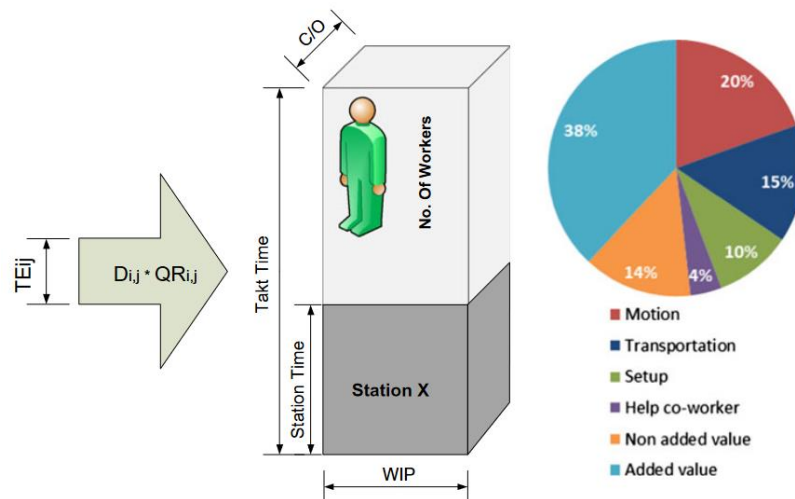 C/O
TEij
Di,j * QRi,j
Takt Time
No. Of Workers
Station Time
Station X
WIP
20%
15%
10%
4%
14%
38%
Motion
Transportation
Setup
Help co-worker
Non added value
Added value